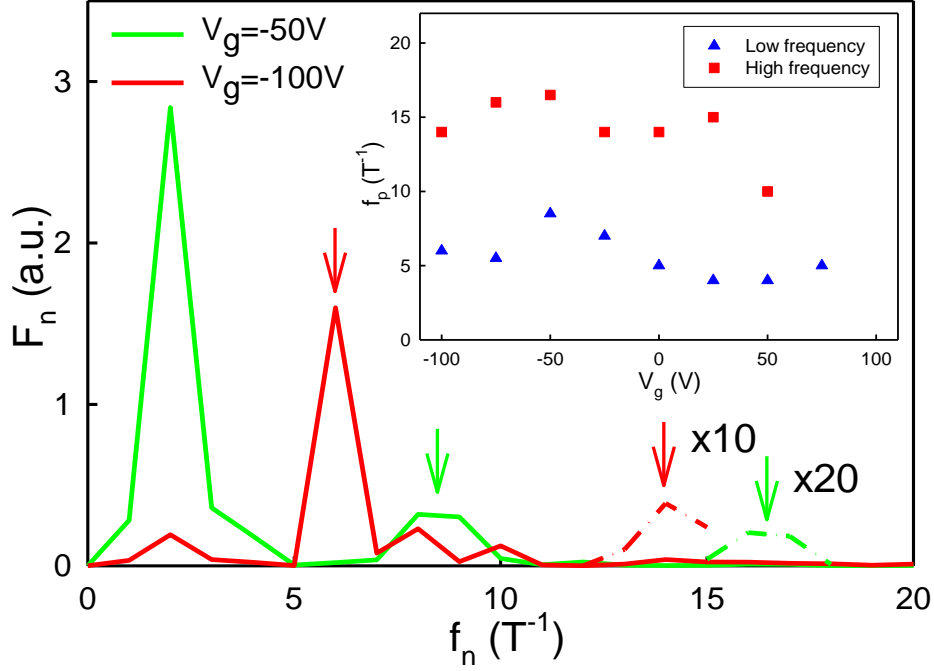 V_g=-50V
V_g=-100V
Low frequency
High frequency
20
15
10
5
0
f_p (T^-1)
-100 -50 0 50 100
V_g (V)
3
2
1
0
F_n (a.u.)
x10
x20
0 5 10 15 20
f_n (T^-1)